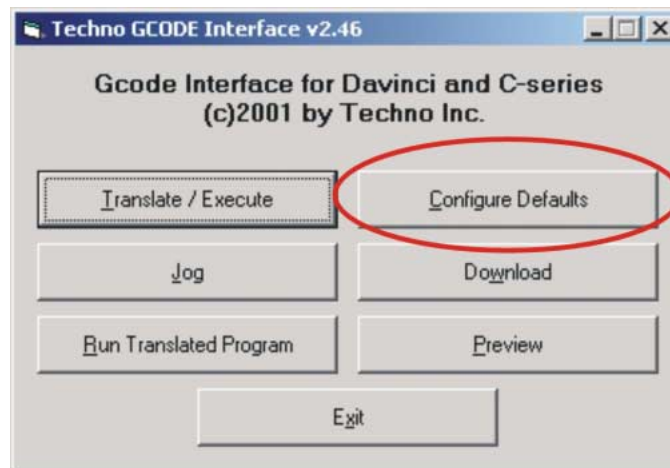 Techno GCODE Interface v2.46
Gcode Interface for Davinci and C-series
(c)2001 by Techno Inc.
Translate / Execute
Configure Defaults
Jog
Download
Run Translated Program
Preview
Exit